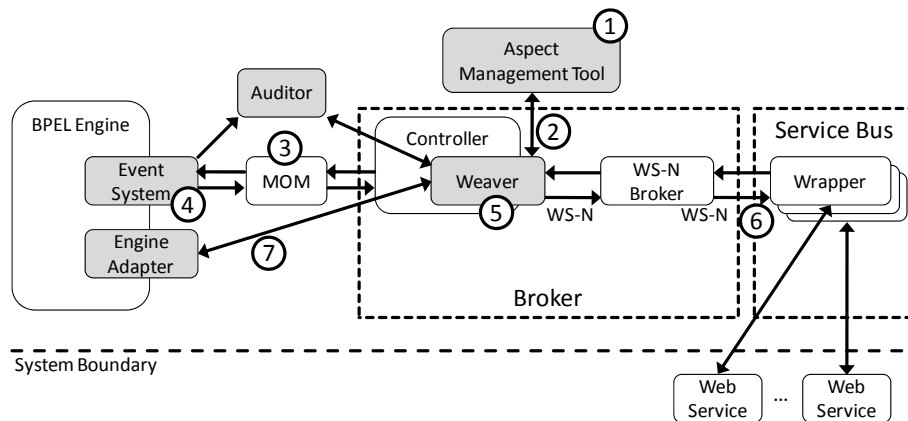 1
Aspect
Management Tool
Auditor
BPEL Engine
2
Service Bus
Controller
3
Event
System
MOM
Weaver
WS-N
Broker
Wrapper
4
5
WS-N
WS-N
6
Engine
Adapter
7
Broker
System Boundary
Web
Service
...
Web
Service